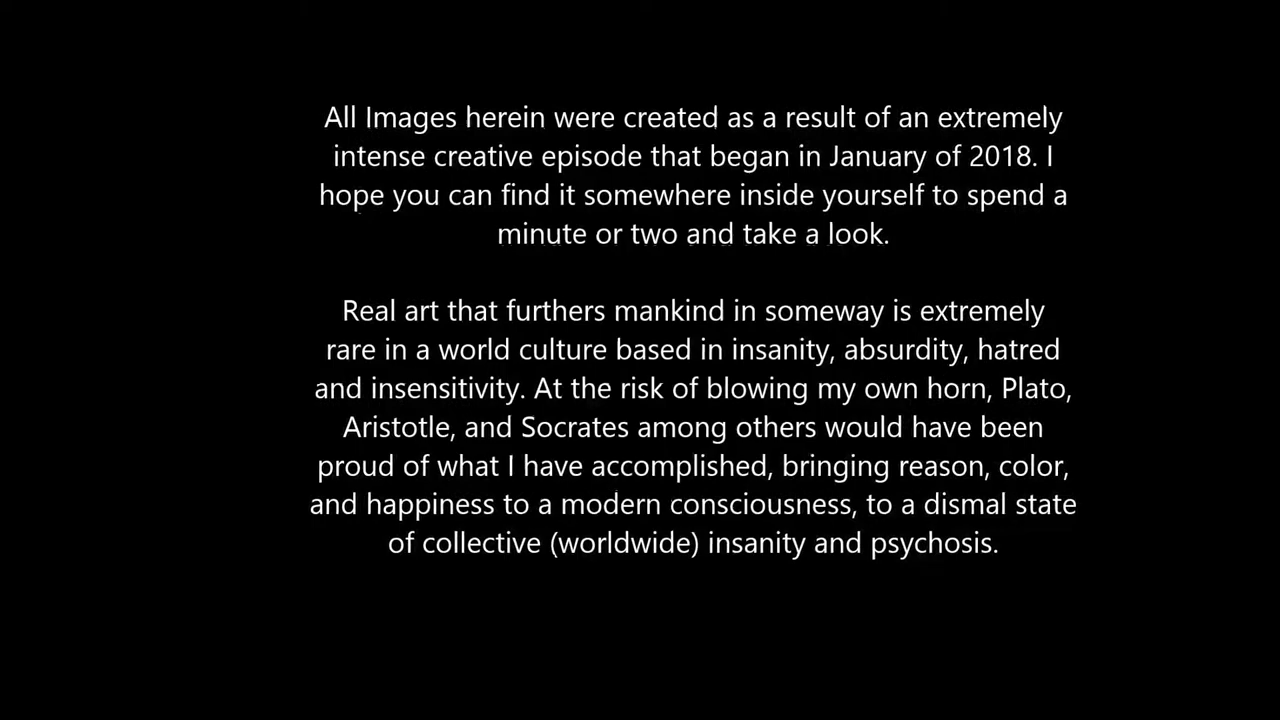 All Images herein were created as a result of an extremely
intense creative episode that began in January of 2018. I
hope you can find it somewhere inside yourself to spend a
minute or two and take a look.
Real art that furthers mankind in someway is extremely
rare in a world culture based in insanity, absurdity, hatred
and insensitivity. At the risk of blowing my own horn, Plato,
Aristotle, and Socrates among others would have been
proud of what I have accomplished, bringing reason, color,
and happiness to a modern consciousness, to a dismal state
of collective (worldwide) insanity and psychosis.